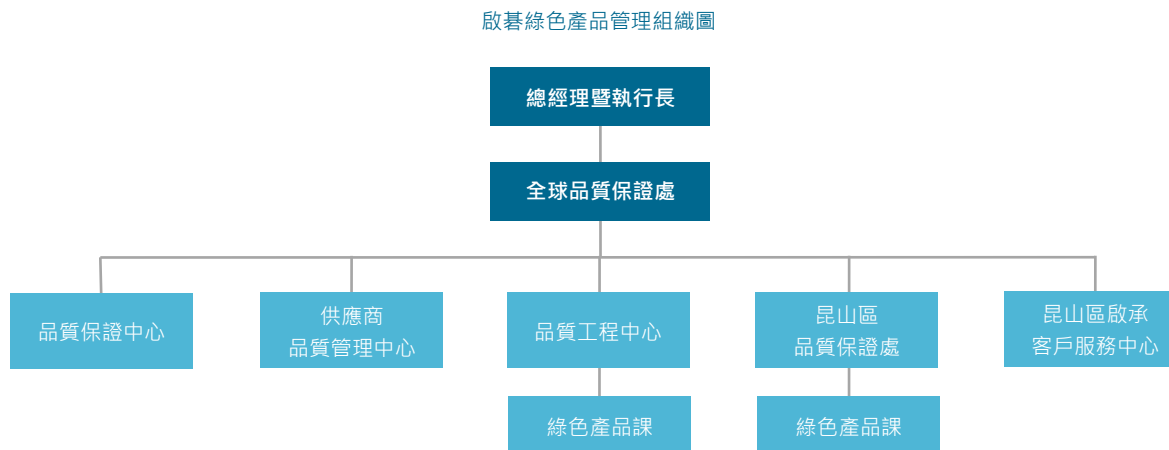 啟碁綠色產品管理組織圖
總經理暨執行長
全球品質保證處
品質保證中心
供應商
品質管理中心
品質工程中心
昆山區
品質保證處
昆山區啟承
客戶服務中心
綠色產品課
綠色產品課